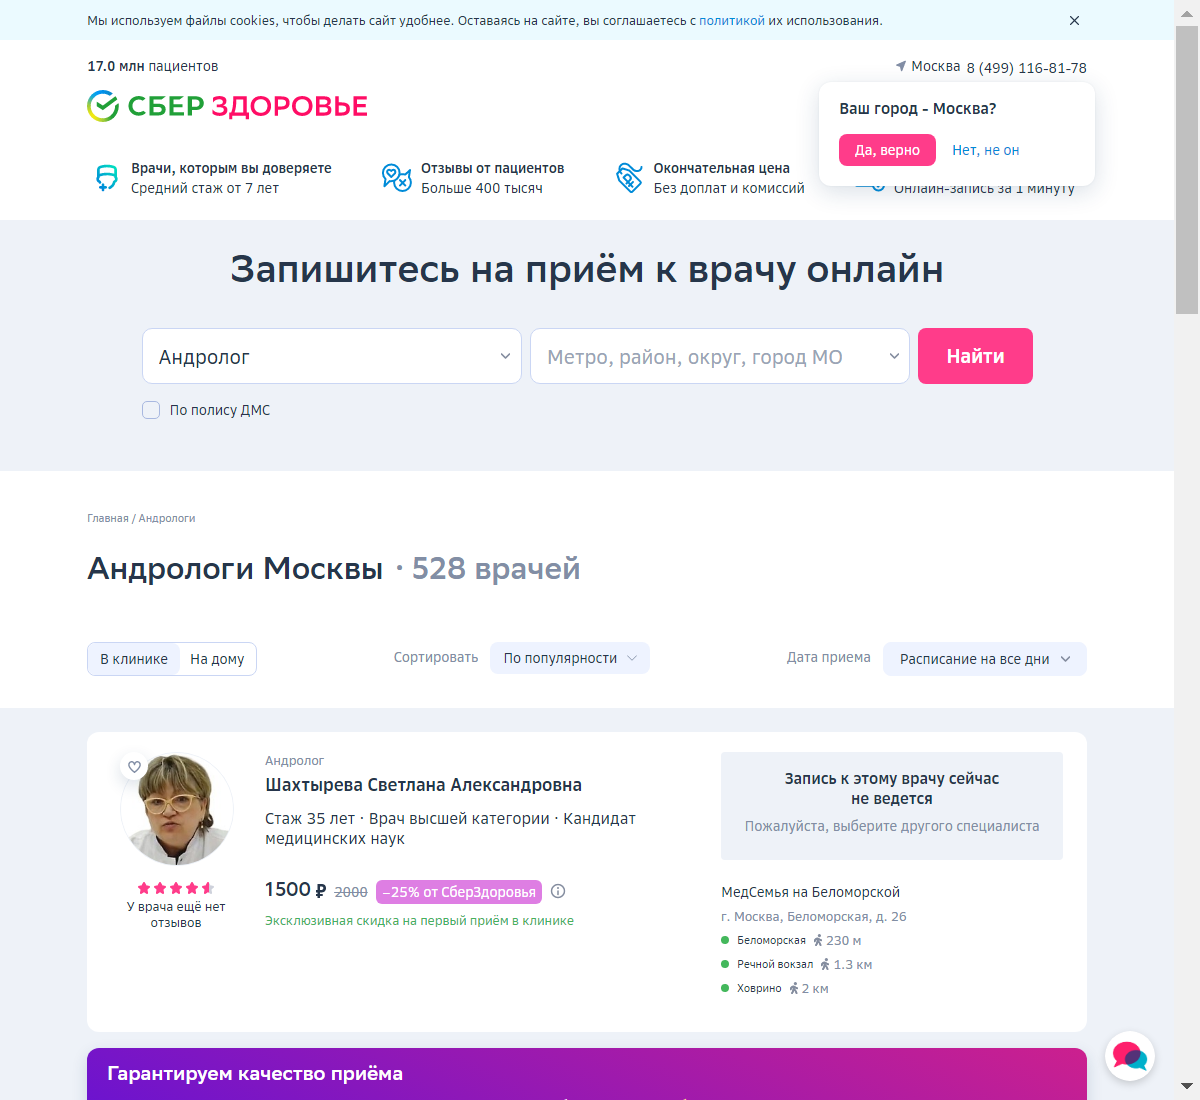 Мы используем файлы cookies, чтобы делать сайт удобнее. Оставаясь на сайте, вы соглашаетесь с политикой их использования.
17.0 млн пациентов
Москва 8 (499) 116-81-78
СБЕР ЗДОРОВЬЕ
Ваш город - Москва?
Да, верно
Нет, не он
Врачи, которым вы доверяете
Средний стаж от 7 лет
Отзывы от пациентов
Больше 400 тысяч
Окончательная цена
Без доплат и комиссий
Онлайн-запись за 1 минуту
Запишитесь на приём к врачу онлайн
Андролог
Метро, район, округ, город МО
Найти
По полису ДМС
Главная / Андрологи
Андрологи Москвы · 528 врачей
В клинике
На дому
Сортировать
По популярности
Дата приема
Расписание на все дни
Андролог
Шахтырева Светлана Александровна
Стаж 35 лет · Врач высшей категории · Кандидат
медицинских наук
У врача ещё нет
отзывов
1500 ₽ 2000 –25% от СберЗдоровья
Эксклюзивная скидка на первый приём в клинике
Запись к этому врачу сейчас
не ведется
Пожалуйста, выберите другого специалиста
МедСемья на Беломорской
г. Москва, Беломорская, д. 26
Беломорская 230 м
Речной вокзал 1.3 км
Ховрино 2 км
Гарантируем качество приёма